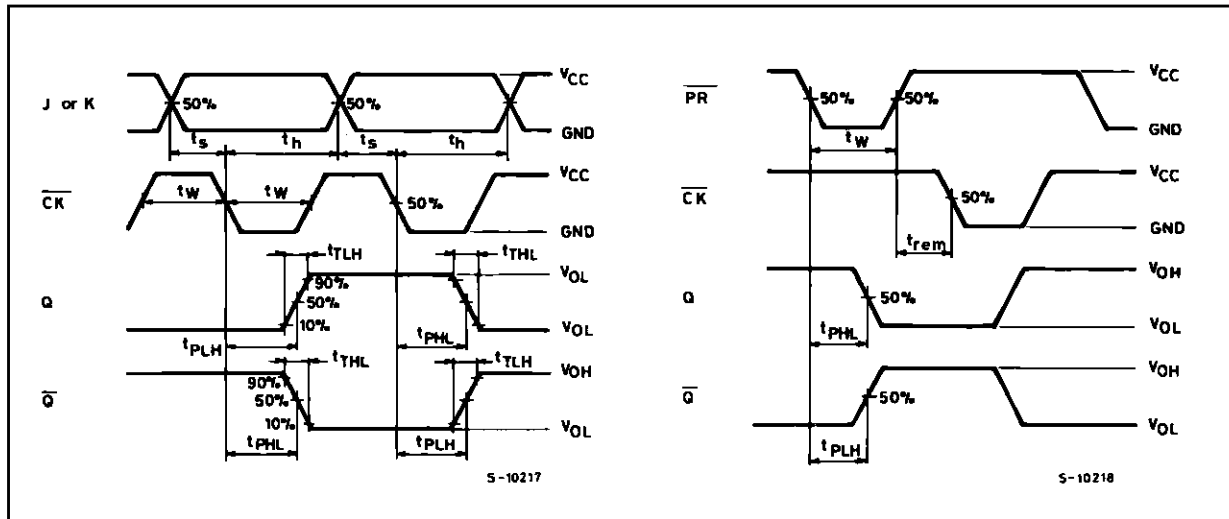 J or K
50%
50%
VCC
GND
ts
th
ts
th
CK
tW
tW
50%
VCC
GND
tTLH
tTHL
Q
90%
50%
10%
VOL
VOL
tPLH
tPHL
tTHL
tTLH
Q
90%
50%
10%
VOH
VOL
tPHL
tPLH
S-10217
PR
50%
50%
VCC
GND
tW
CK
50%
VCC
GND
trem
Q
50%
VOH
VOL
tPHL
Q
50%
VOH
VOL
tPLH
S-10218